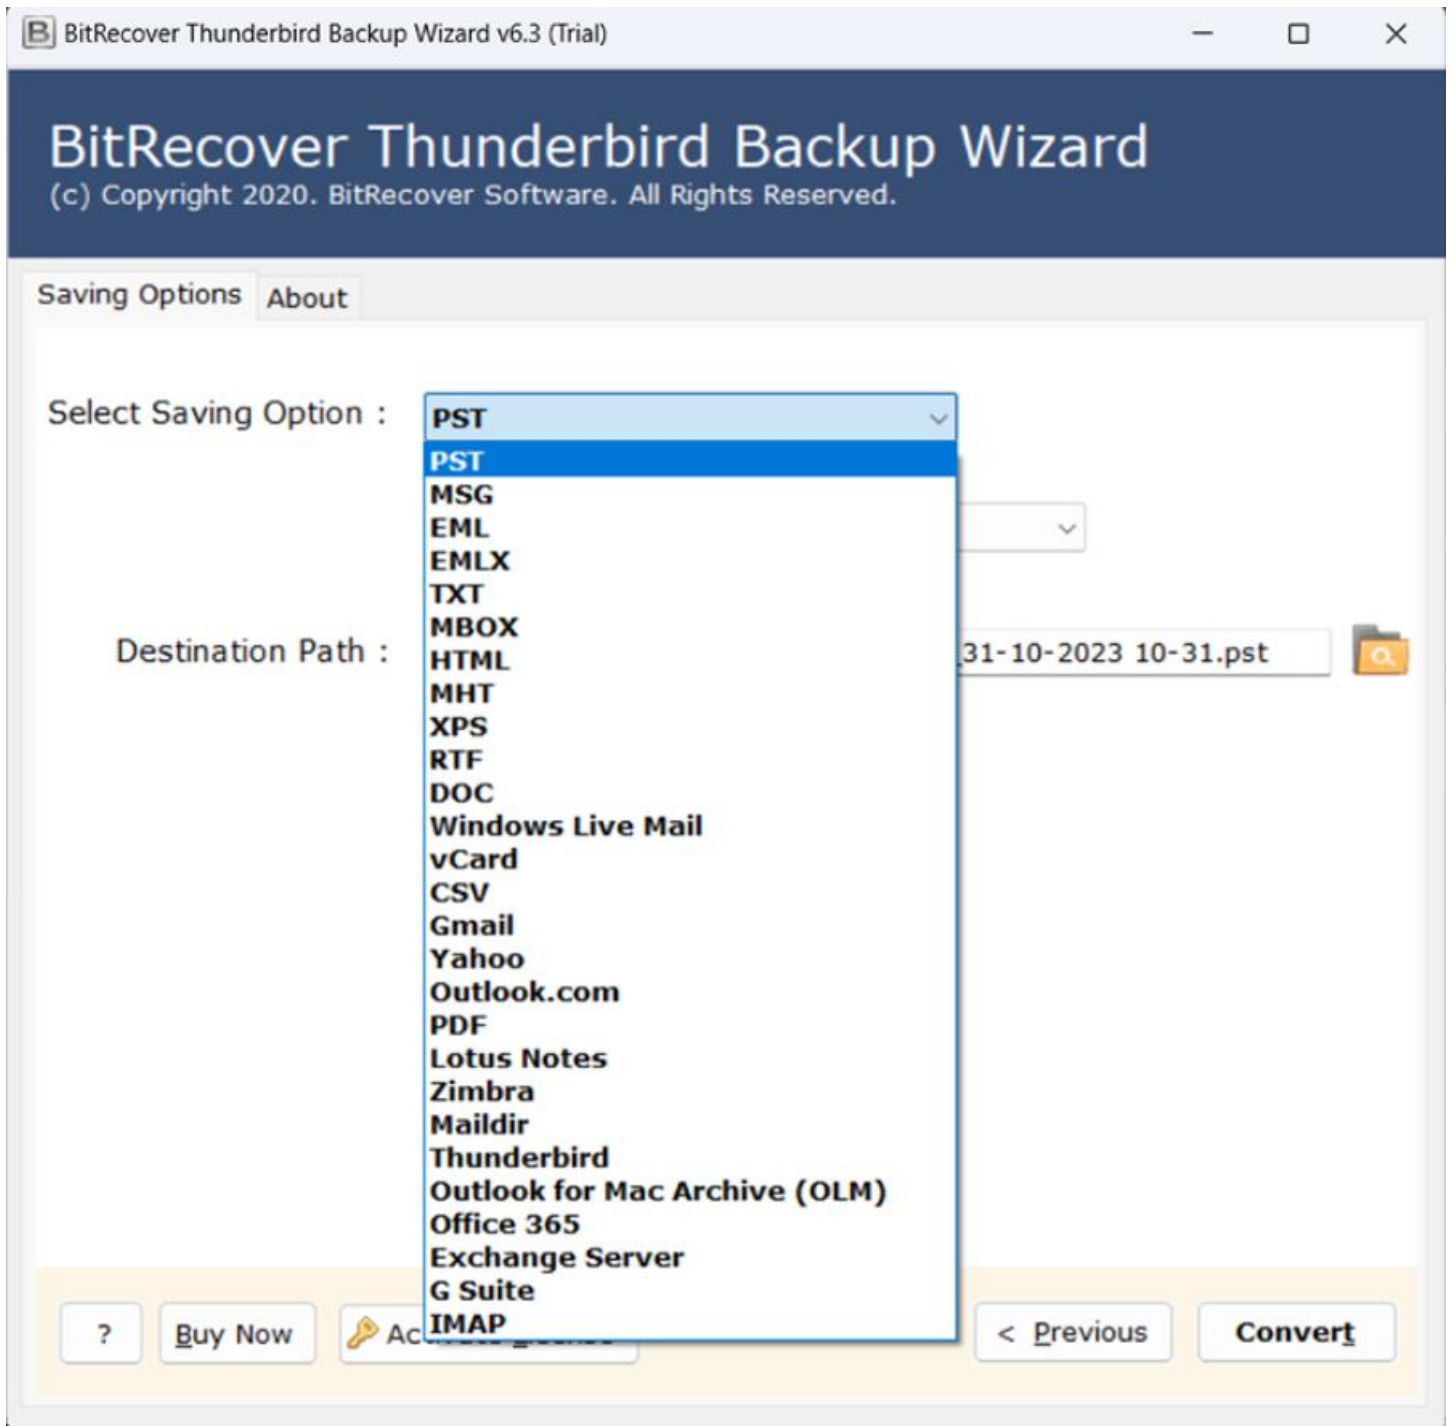 BitRecover Thunderbird Backup Wizard v6.3 (Trial)
BitRecover Thunderbird Backup Wizard
(c) Copyright 2020. BitRecover Software. All Rights Reserved.
Saving Options About
Select Saving Option :
PST
PST
MSG
EML
EMLX
TXT
MBOX
HTML
MHT
XPS
RTF
DOC
Windows Live Mail
vCard
CSV
Gmail
Yahoo
Outlook.com
PDF
Lotus Notes
Zimbra
Maildir
Thunderbird
Outlook for Mac Archive (OLM)
Office 365
Exchange Server
G Suite
IMAP
Destination Path :
31-10-2023 10-31.pst
? Buy Now
< Previous Convert